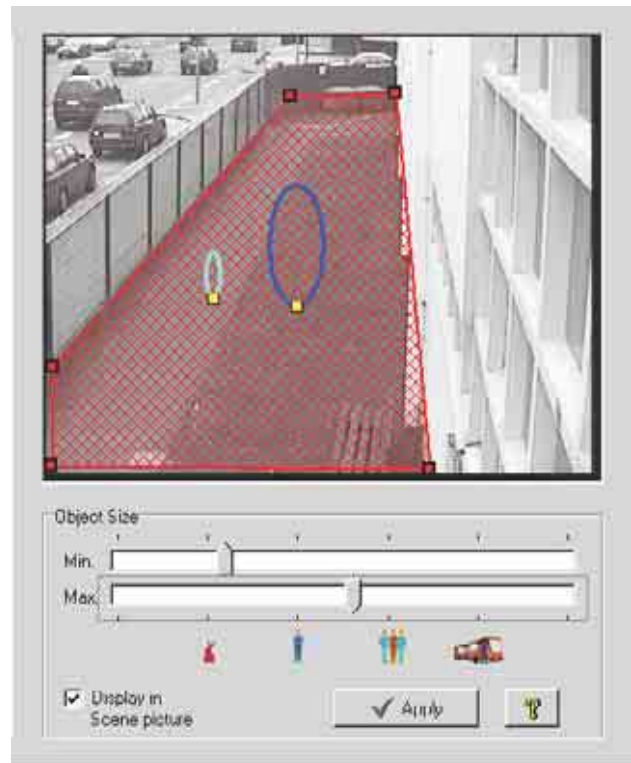 Object Size
Min.
Max.
Display in
Scene picture
Apply